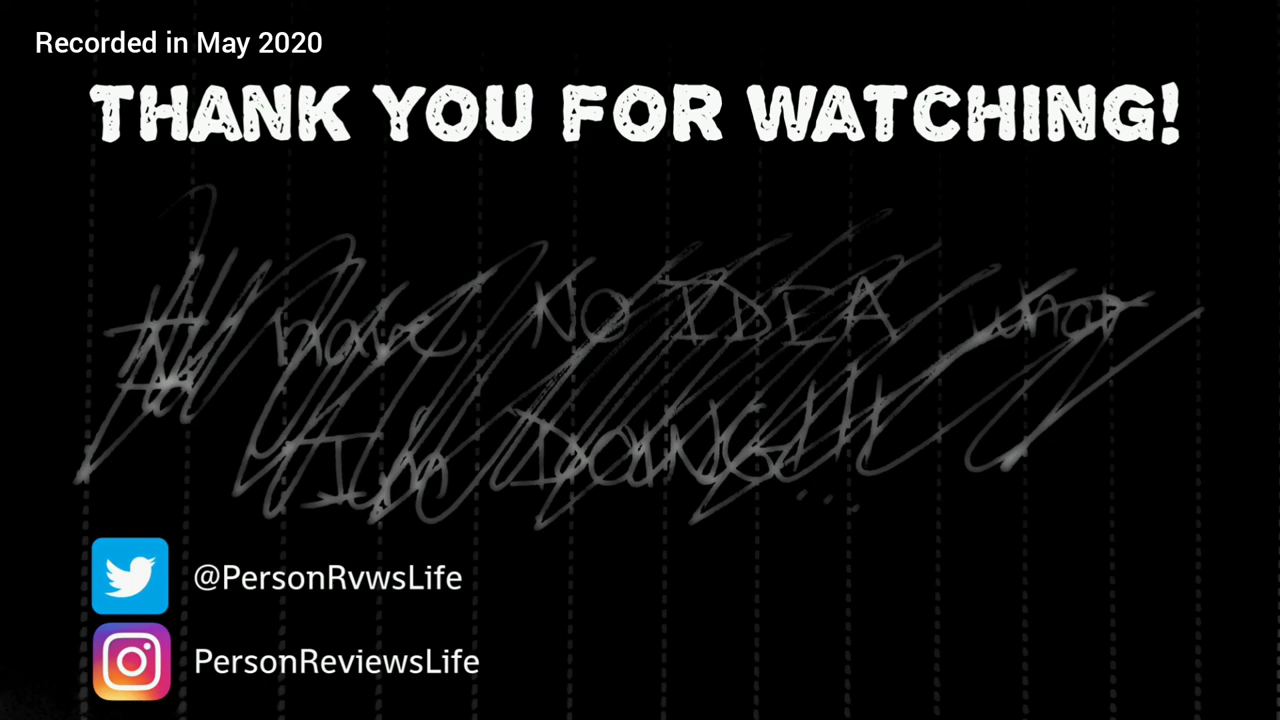 Recorded in May 2020
THANK YOU FOR WATCHING!
I have NO IDEA what
I'm DOING!!!...
@PersonRvwsLife
PersonReviewsLife